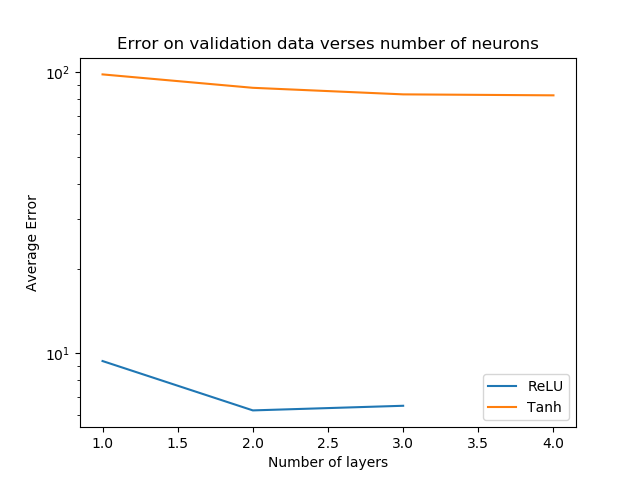 Error on validation data verses number of neurons
10²
10¹
Average Error
1.0 1.5 2.0 2.5 3.0 3.5 4.0
Number of layers
ReLU
Tanh